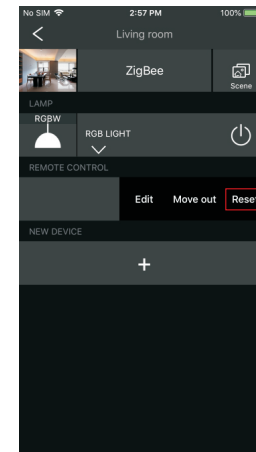 No SIM 2:57 PM 100%
Living room
ZigBee
Scene
LAMP
RGBW
RGB LIGHT
REMOTE CONTROL
Edit Move out Reset
NEW DEVICE
+